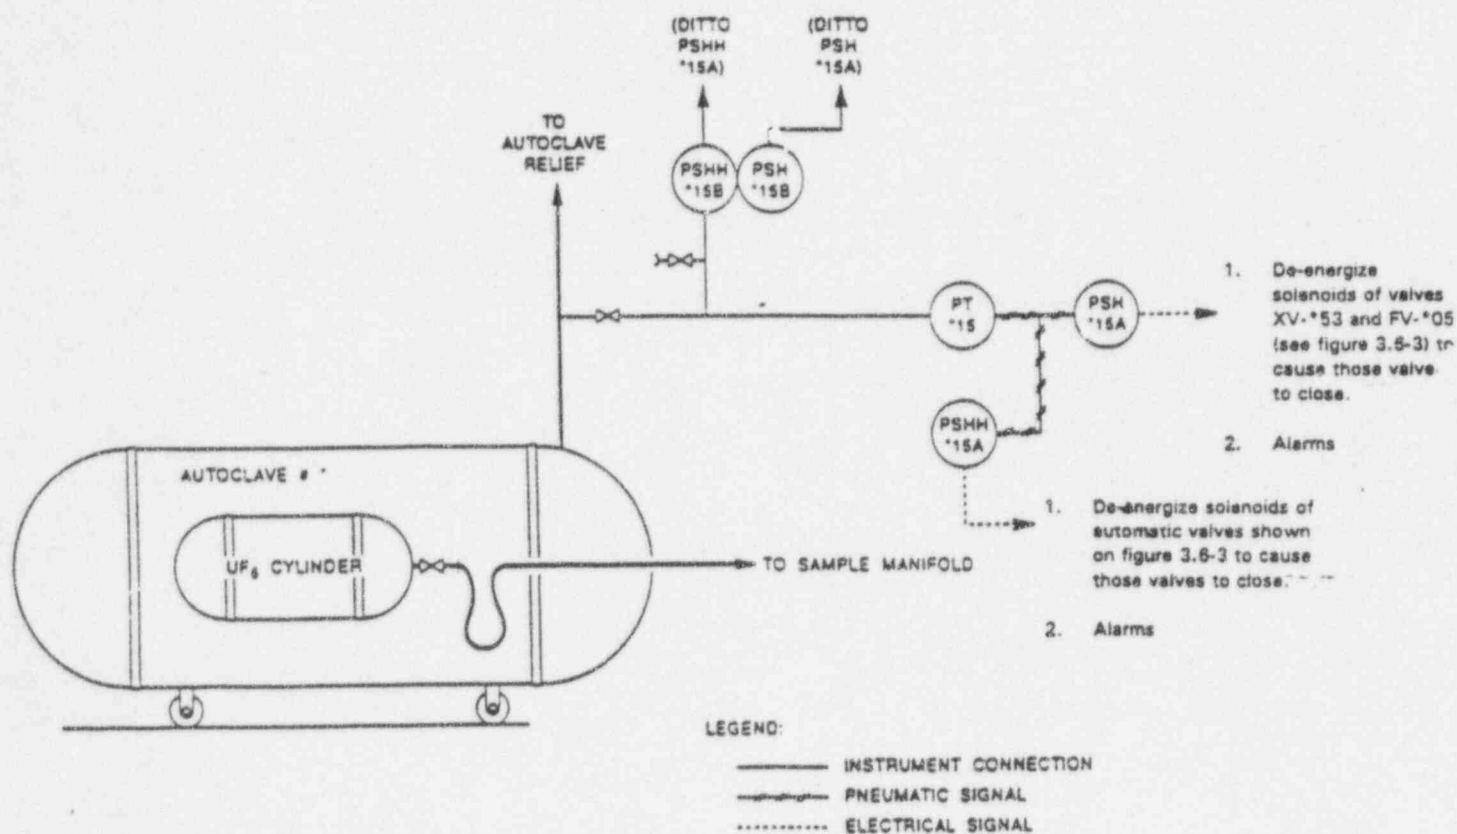 (DITTO
PSHH
*15A)
(DITTO
PSH
*15A)
TO
AUTOCLAVE
RELIEF
PSHH
*15B
PSH
*15B
PT
*15
PSH
*15A
1. De-energize
solenoids of valves
XV-*53 and FV-*05
(see figure 3.6-3) to
cause those valve
to close.
2. Alarms
PSHH
*15A
1. De-energize solenoids of
automatic valves shown
on figure 3.6-3 to cause
those valves to close.
2. Alarms
AUTOCLAVE # *
UF₆ CYLINDER
TO SAMPLE MANIFOLD
LEGEND:
INSTRUMENT CONNECTION
PNEUMATIC SIGNAL
ELECTRICAL SIGNAL